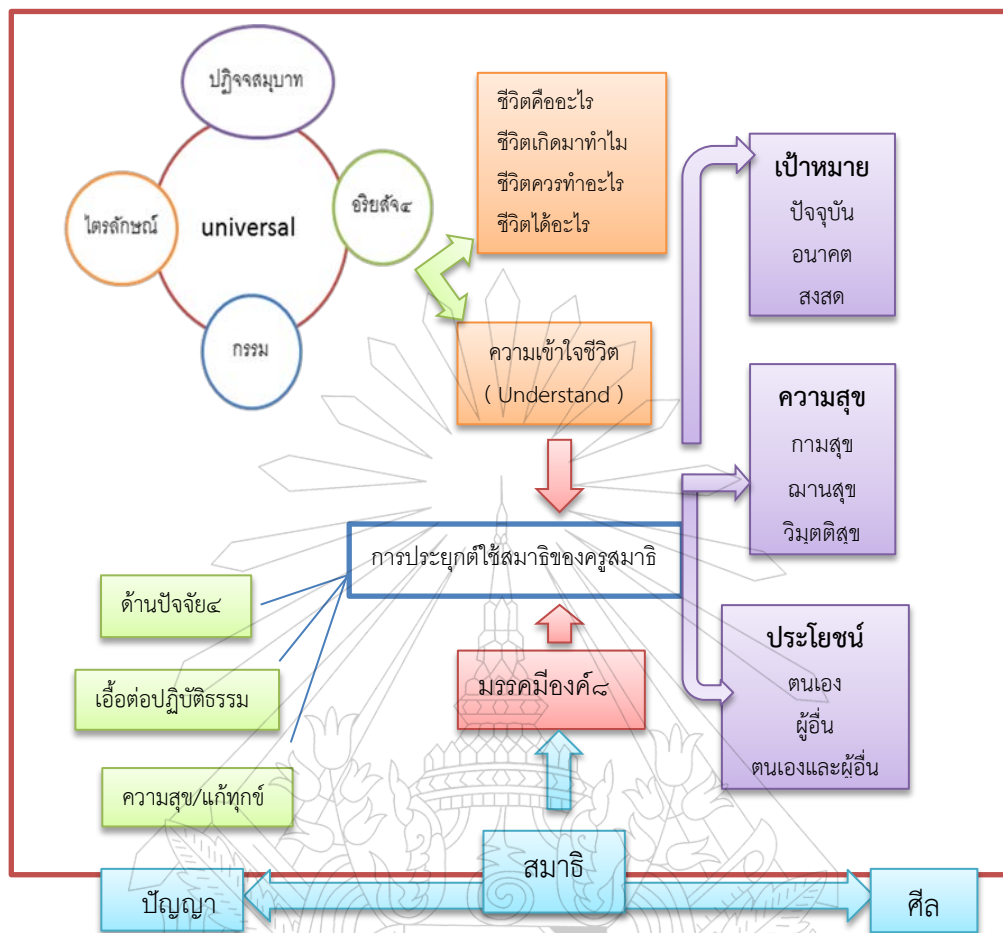 ปฏิจจสมุบาท
ไตรลักษณ์
universal
อริยสัจ๔
กรรม
ชีวิตคืออะไร
ชีวิตเกิดมาทำไม
ชีวิตควรทำอะไร
ชีวิตได้อะไร
ความเข้าใจชีวิต
( Understand )
เป้าหมาย
ปัจจุบัน
อนาคต
สงสด
ความสุข
กามสุข
ฌานสุข
วิมุตติสุข
การประยุกต์ใช้สมาธิของครูสมาธิ
ด้านปัจจัย๔
เอื้อต่อปฏิบัติธรรม
ความสุข/แก้ทุกข์
มรรคมีองค์๘
ประโยชน์
ตนเอง
ผู้อื่น
ตนเองและผู้อื่น
สมาธิ
ปัญญา
ศีล